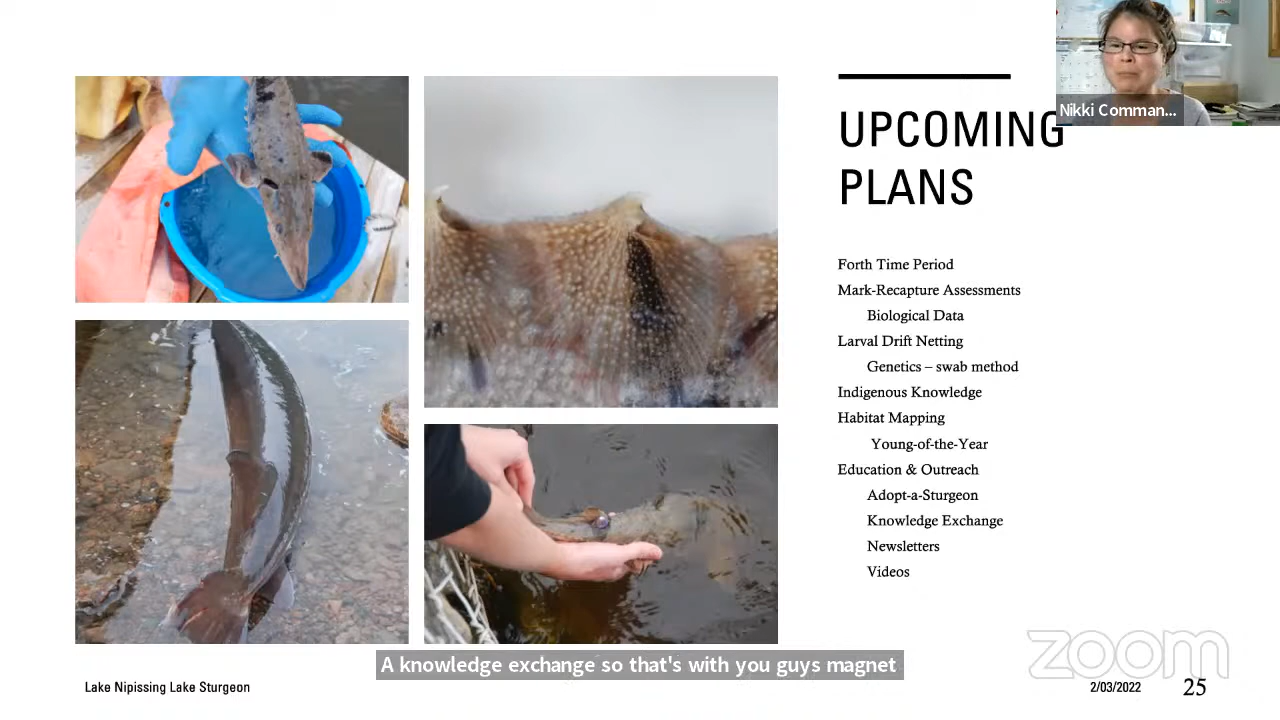 Nikki Comman...
UPCOMING
PLANS
Forth Time Period
Mark-Recapture Assessments
Biological Data
Larval Drift Netting
Genetics – swab method
Indigenous Knowledge
Habitat Mapping
Young-of-the-Year
Education & Outreach
Adopt-a-Sturgeon
Knowledge Exchange
Newsletters
Videos
A knowledge exchange so that's with you guys magnet
zoom
Lake Nipissing Lake Sturgeon
2/03/2022
25